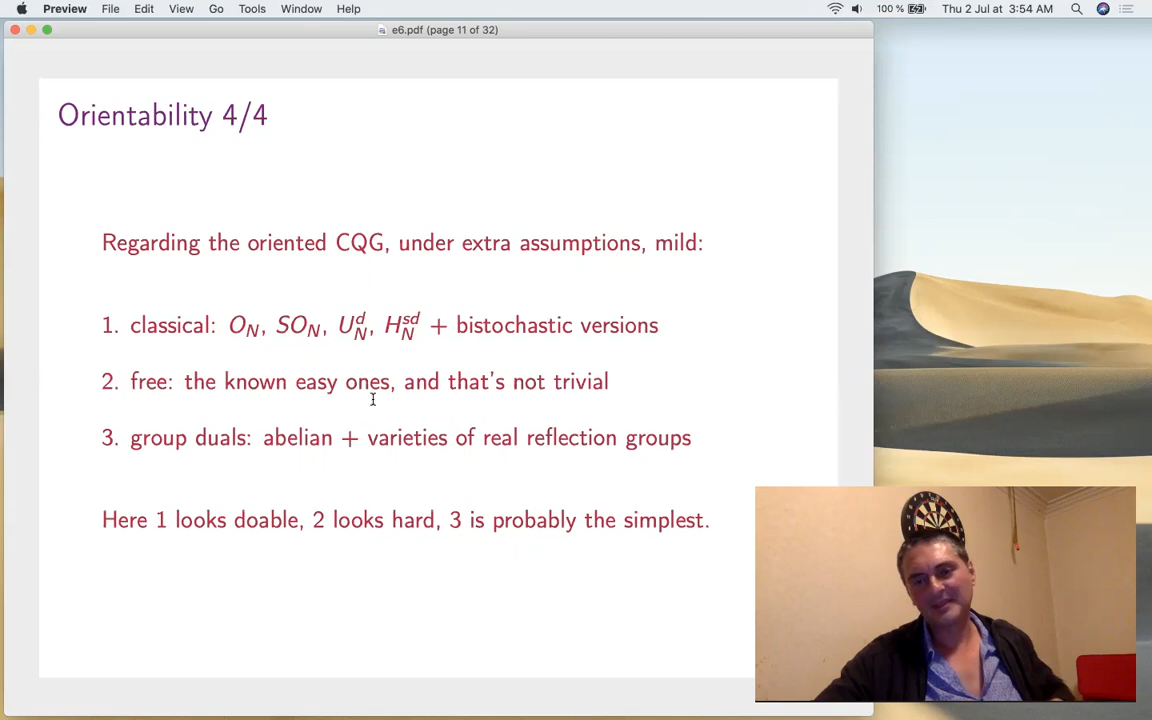 Preview File Edit View Go Tools Window Help 100 % Thu 2 Jul at 3:54 AM
e6.pdf (page 11 of 32)
Orientability 4/4
Regarding the oriented CQG, under extra assumptions, mild:
1. classical: O_N, SO_N, U_N^d, H_N^{sd} + bistochastic versions
2. free: the known easy ones, and that's not trivial
3. group duals: abelian + varieties of real reflection groups
Here 1 looks doable, 2 looks hard, 3 is probably the simplest.